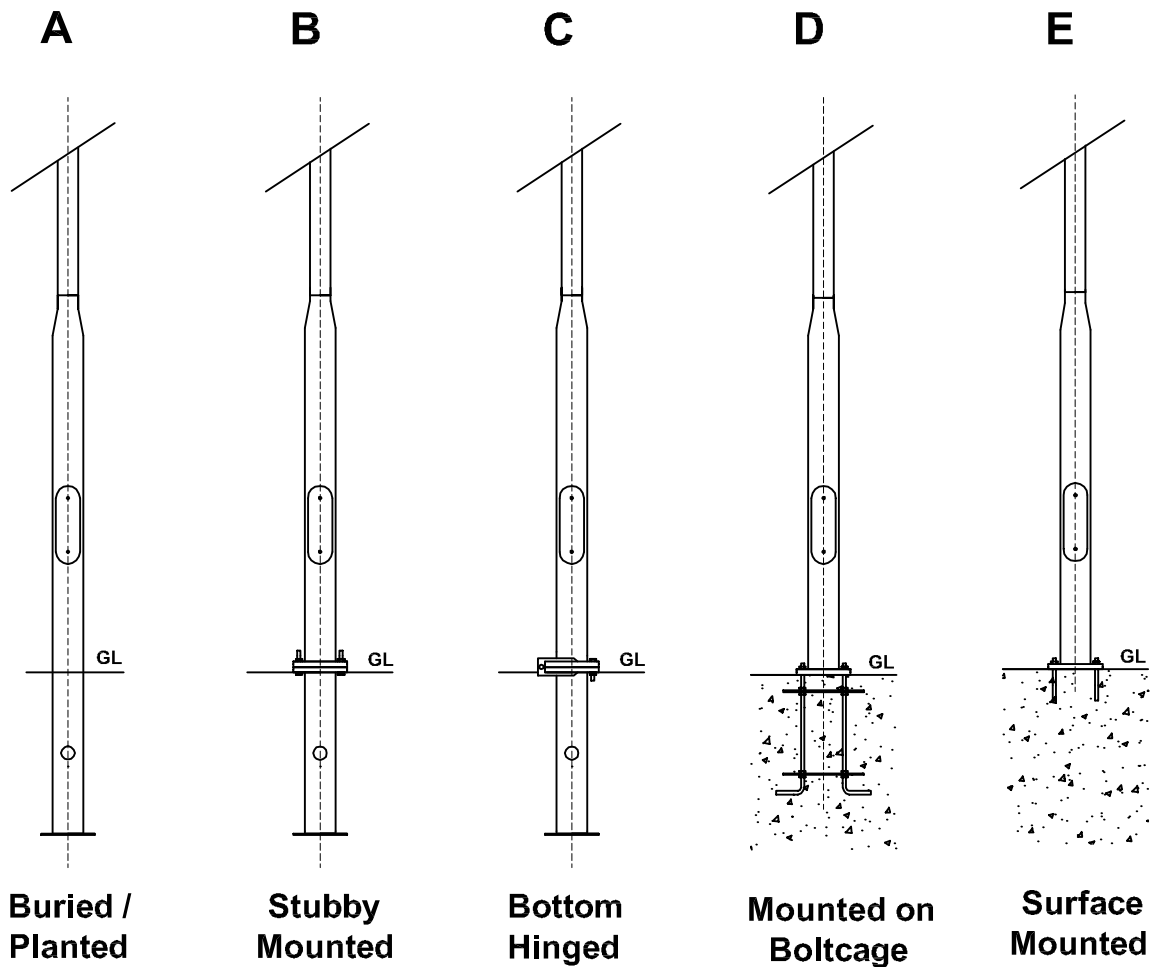 A B C D E
GL GL GL GL GL
Buried / Stubby Bottom Mounted on Surface
Planted Mounted Hinged Boltcage Mounted